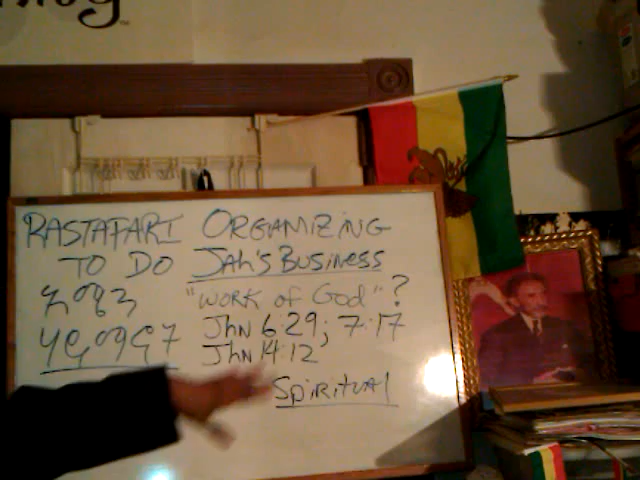 RASTAFARI ORGANIZING
TO DO JAH'S BUSINESS
"WORK of GOD"?
Jhn 6:29; 7:17
Jhn 14:12
SPIRITUAL